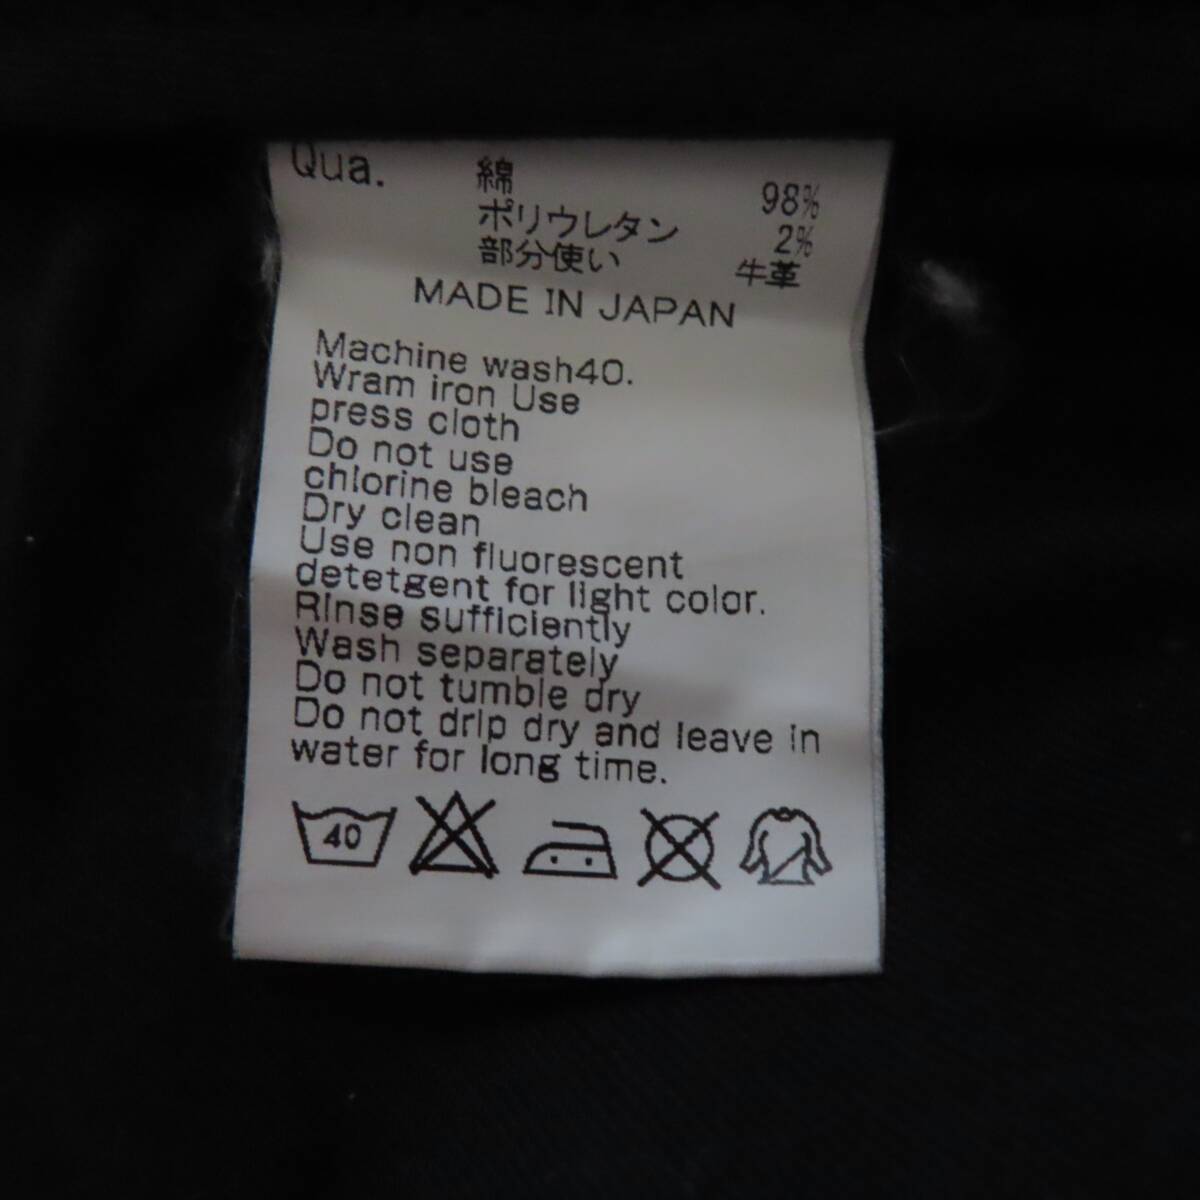 Qua. 綿 98%
ポリウレタン 2%
部分使い 牛革
MADE IN JAPAN
Machine wash40.
Wram iron Use
press cloth
Do not use
chlorine bleach
Dry clean
Use non fluorescent
detetgent for light color.
Rinse sufficiently
Wash separately
Do not tumble dry
Do not drip dry and leave in
water for long time.
40